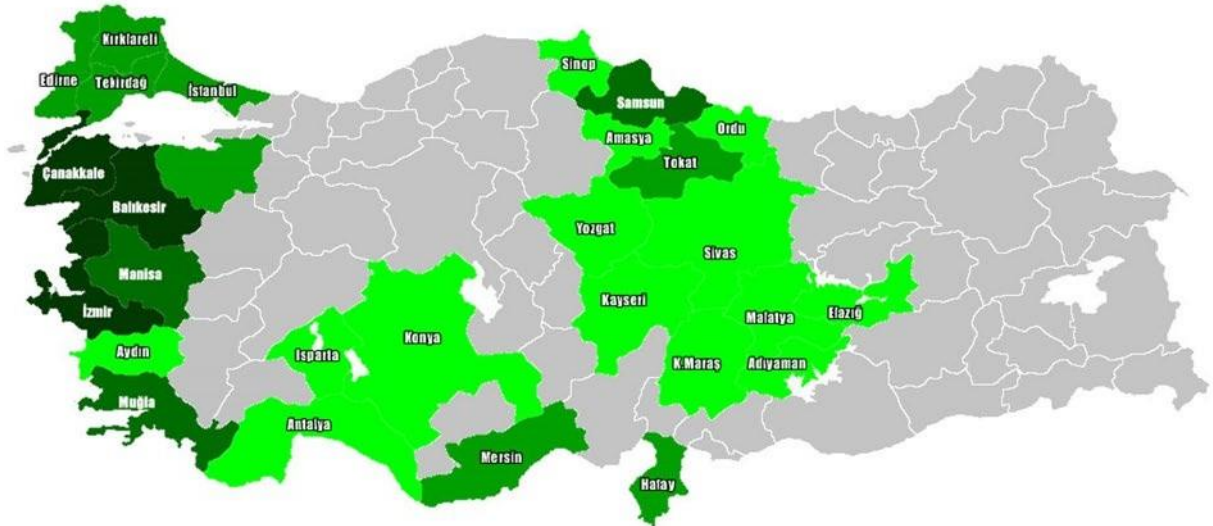 Kırklareli
Edirne
Tekirdağ
İstanbul
Sinop
Samsun
Amasya
Ordu
Tokat
Çanakkale
Balıkesir
Yozgat
Sivas
Manisa
Kayseri
İzmir
Malatya
Elazığ
Konya
Aydın
Isparta
K.Maraş
Adıyaman
Muğla
Antalya
Mersin
Hatay